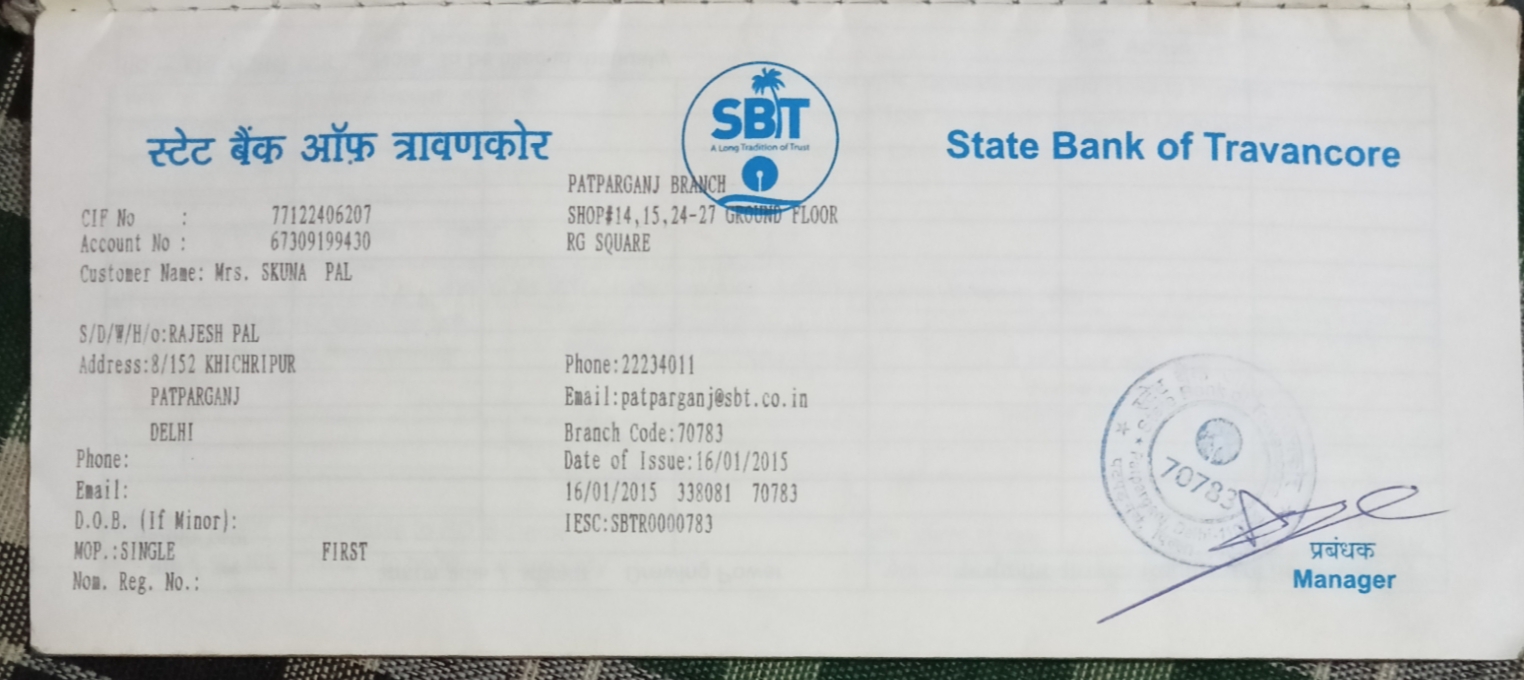 स्टेट बैंक ऑफ़ त्रावणकोर
SBT
A Long Tradition of Trust
State Bank of Travancore
PATPARGANJ BRANCH
SHOP#14,15,24-27 GROUND FLOOR
RG SQUARE
CIF No : 77122406207
Account No : 67309199430
Customer Name: Mrs. SKUNA PAL
S/D/W/H/o:RAJESH PAL
Address:8/152 KHICHRIPUR
PATPARGANJ
DELHI
Phone:
Email:
D.O.B. (If Minor):
MOP.:SINGLE FIRST
Nom. Reg. No.:
Phone:22234011
Email:patparganj@sbt.co.in
Branch Code:70783
Date of Issue:16/01/2015
16/01/2015 338081 70783
IESC:SBTR0000783
70783
प्रबंधक
Manager